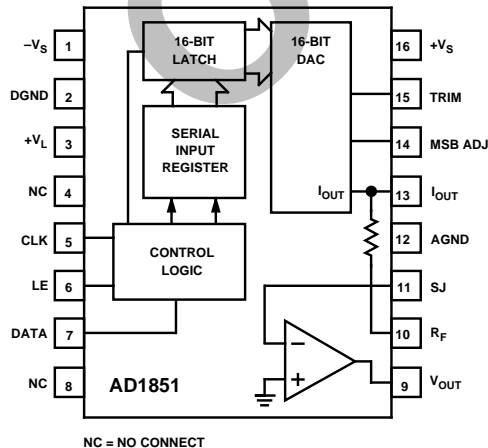 –VS 1
DGND 2
+VL 3
NC 4
CLK 5
LE 6
DATA 7
NC 8
16-BIT
LATCH
16-BIT
DAC
SERIAL
INPUT
REGISTER
CONTROL
LOGIC
IOUT
–
+
AD1851
16 +VS
15 TRIM
14 MSB ADJ
13 IOUT
12 AGND
11 SJ
10 RF
9 VOUT
NC = NO CONNECT